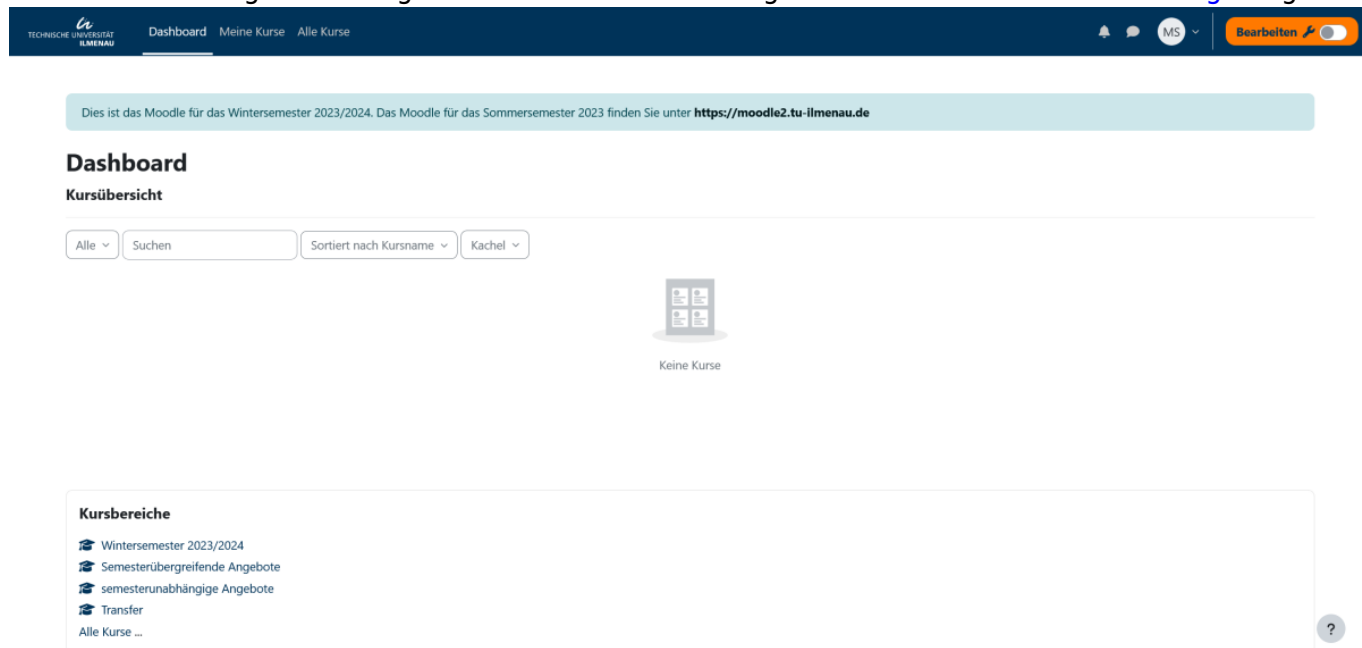 TECHNISCHE UNIVERSITÄT
ILMENAU
Dashboard Meine Kurse Alle Kurse
MS
Bearbeiten
Dies ist das Moodle für das Wintersemester 2023/2024. Das Moodle für das Sommersemester 2023 finden Sie unter https://moodle2.tu-ilmenau.de
Dashboard
Kursübersicht
Alle Suchen Sortiert nach Kursname Kachel
Keine Kurse
Kursbereiche
Wintersemester 2023/2024
Semesterübergreifende Angebote
semesterunabhängige Angebote
Transfer
Alle Kurse ...
?